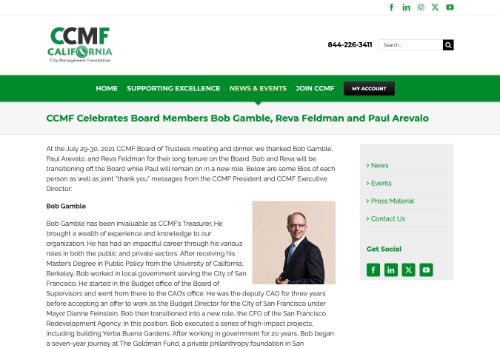 CCMF
CALIFORNIA
City Management Foundation
844-226-3411
Search...
HOME SUPPORTING EXCELLENCE NEWS & EVENTS JOIN CCMF MY ACCOUNT
CCMF Celebrates Board Members Bob Gamble, Reva Feldman and Paul Arevalo
At the July 29-30, 2021 CCMF Board of Trustees meeting and dinner, we thanked Bob Gamble,
Paul Arevalo, and Reva Feldman for their long tenure on the Board. Bob and Reva will be
transitioning off the Board while Paul will remain on in a new role. Below are some Bios of each
person as well as joint "thank you" messages from the CCMF President and CCMF Executive
Director:
Bob Gamble
Bob Gamble has been invaluable as CCMF's Treasurer. He
brought a wealth of experience and knowledge to our
organization. He has had an impactful career through his various
roles in both the public and private sectors. After receiving his
Master's Degree in Public Policy from the University of California,
Berkeley, Bob worked in local government serving the City of San
Francisco. He started in the Budget office of the Board of
Supervisors and went from there to the CAO's office. He was the deputy CAO for three years
before accepting an offer to work as the Budget Director for the City of San Francisco under
Mayor Dianne Feinstein. Bob then transitioned into a new role, the CFO of the San Francisco
Redevelopment Agency. In this position, Bob executed a series of high-impact projects,
including building Yerba Buena Gardens. After working in government for 20 years, Bob began
a seven-year journey at The Goldman Fund, a private philanthropy foundation in San
> News
> Events
> Press Material
> Contact Us
Get Social